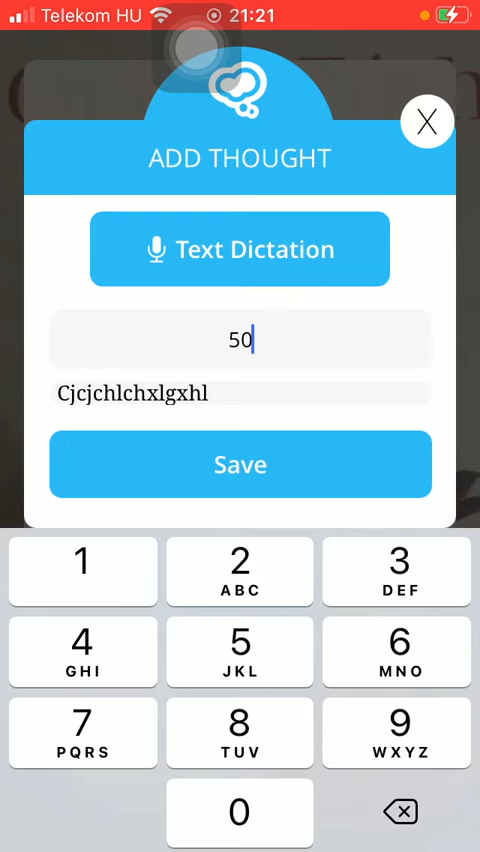 Telekom HU 21:21
X
ADD THOUGHT
Text Dictation
50
Cjcjchlchxlgxhl
Save
1 2 3
ABC DEF
4 5 6
GHI JKL MNO
7 8 9
PQRS TUV WXYZ
0